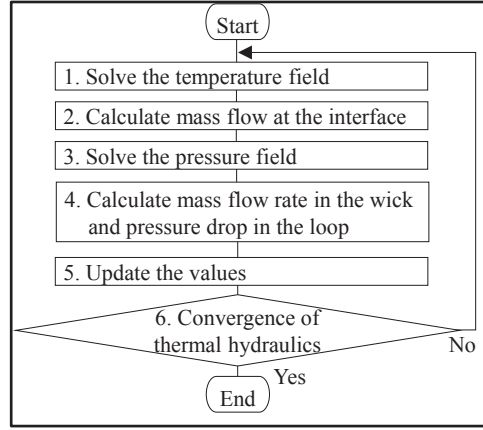 Start
1. Solve the temperature field
2. Calculate mass flow at the interface
3. Solve the pressure field
4. Calculate mass flow rate in the wick
and pressure drop in the loop
5. Update the values
6. Convergence of
thermal hydraulics
No
Yes
End